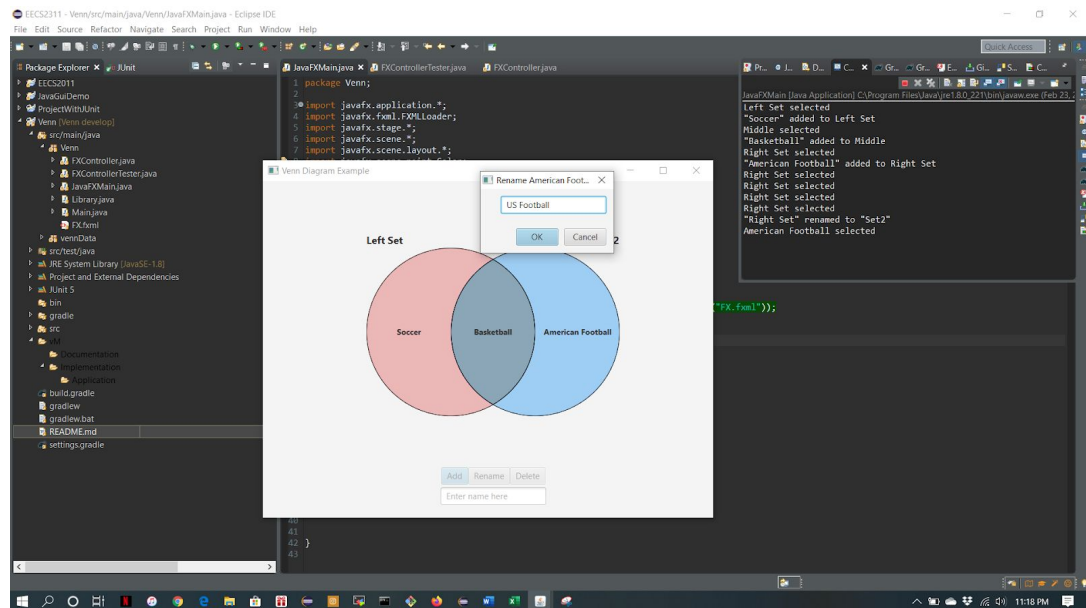 EECS2311 - Venn/src/main/java/Venn/JavaFXMain.java - Eclipse IDE
File Edit Source Refactor Navigate Search Project Run Window Help
Quick Access
Package Explorer
JUnit
EECS2011
JavaGuiDemo
ProjectWithJUnit
Venn [Venn develop]
src/main/java
Venn
FXController.java
FXControllerTester.java
JavaFXMain.java
Library.java
Main.java
FX.fxml
vennData
src/test/java
JRE System Library [JavaSE-1.8]
Project and External Dependencies
JUnit 5
bin
gradle
src
vM
Documentation
Implementation
Application
build.gradle
gradlew
gradlew.bat
README.md
settings.gradle
JavaFXMain.java FXControllerTester.java FXController.java
1 package Venn;
2
3 import javafx.application.*;
4 import javafx.fxml.FXMLLoader;
5 import javafx.stage.*;
6 import javafx.scene.*;
7 import javafx.scene.layout.*;
("FX.fxml"));
40
41
42 }
43
Pr... J... D... C... Gr... Gr... E... Gi... S... C...
JavaFXMain [Java Application] C:\Program Files\Java\jre1.8.0_221\bin\javaw.exe (Feb 23, 2
Left Set selected
"Soccer" added to Left Set
Middle selected
"Basketball" added to Middle
Right Set selected
"American Football" added to Right Set
Right Set selected
Right Set selected
Right Set selected
Right Set selected
"Right Set" renamed to "Set2"
American Football selected
Venn Diagram Example
Rename American Foot...
US Football
OK Cancel
Left Set 2
Soccer Basketball American Football
Add Rename Delete
Enter name here
11:18 PM